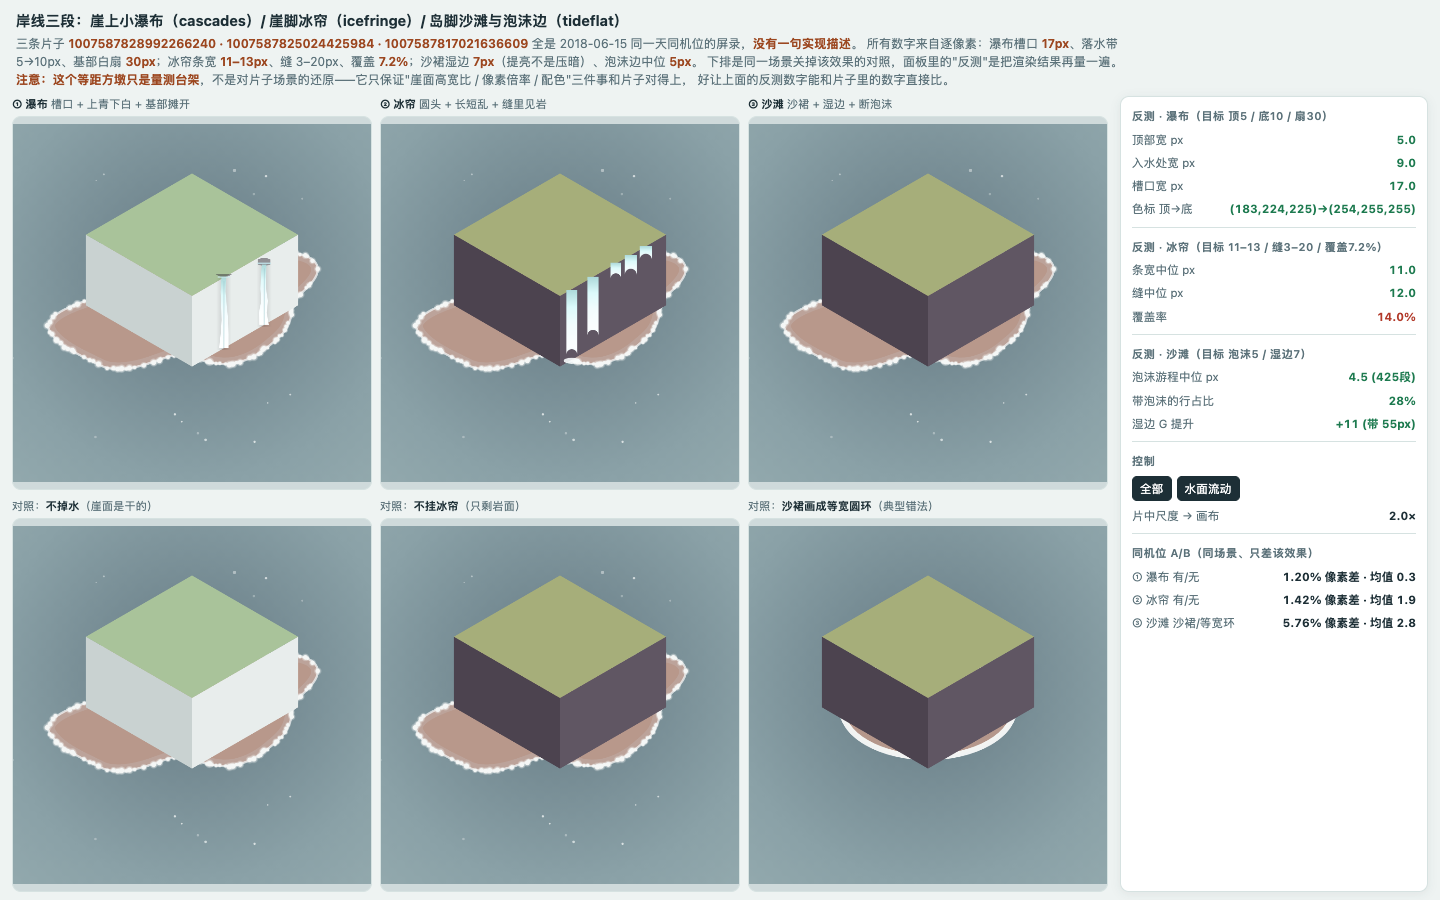 岸线三段：崖上小瀑布（cascades）/ 崖脚冰帘（icefringe）/ 岛脚沙滩与泡沫边（tideflat）
三条片子 1007587828992266240 · 1007587825024425984 · 1007587817021636609 全是 2018-06-15 同一天同机位的屏录，没有一句实现描述。 所有数字来自逐像素：瀑布槽口 17px、落水带
5→10px、基部白扇 30px；冰帘条宽 11–13px、缝 3–20px、覆盖 7.2%；沙裙湿边 7px（提亮不是压暗）、泡沫边中位 5px。下排是同一场景关掉该效果的对照，面板里的"反测"是把渲染结果再量一遍。
注意：这个等距方墩只是量测台架，不是对片子场景的还原——它只保证"崖面高宽比 / 像素倍率 / 配色"三件事和片子对得上， 好让上面的反测数字能和片子里的数字直接比。
① 瀑布 槽口 + 上青下白 + 基部摊开
② 冰帘 圆头 + 长短乱 + 缝里见岩
③ 沙滩 沙裙 + 湿边 + 断泡沫
对照：不掉水（崖面是干的）
对照：不挂冰帘（只剩岩面）
对照：沙裙画成等宽圆环（典型错法）
反测 · 瀑布（目标 顶5 / 底10 / 扇30）
顶部宽 px 5.0
入水处宽 px 9.0
槽口宽 px 17.0
色标 顶→底 (183,224,225)→(254,255,255)
反测 · 冰帘（目标 11–13 / 缝3–20 / 覆盖7.2%）
条宽中位 px 11.0
缝中位 px 12.0
覆盖率 14.0%
反测 · 沙滩（目标 泡沫5 / 湿边7）
泡沫游程中位 px 4.5 (425段)
带泡沫的行占比 28%
湿边 G 提升 +11 (带 55px)
控制
全部 水面流动
片中尺度 → 画布 2.0×
同机位 A/B（同场景、只差该效果）
① 瀑布 有/无 1.20% 像素差 · 均值 0.3
② 冰帘 有/无 1.42% 像素差 · 均值 1.9
③ 沙滩 沙裙/等宽环 5.76% 像素差 · 均值 2.8